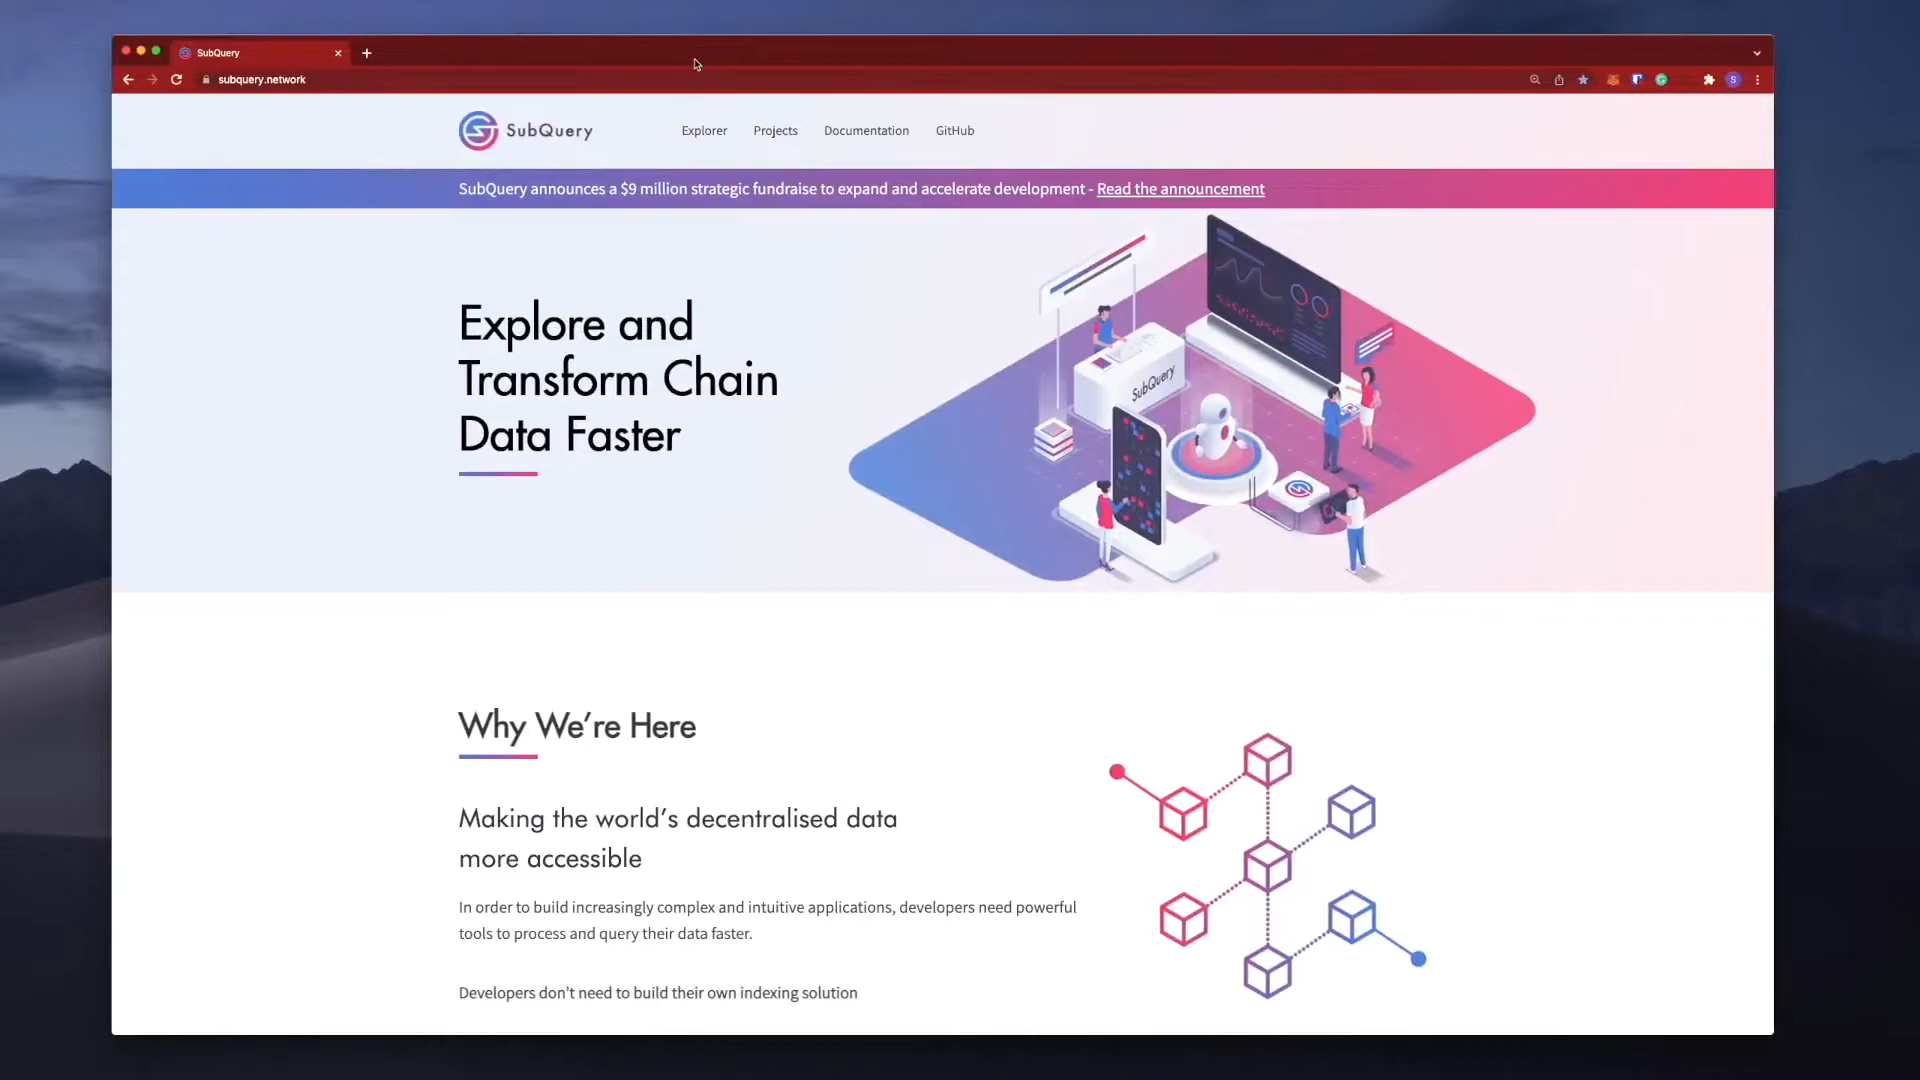 SubQuery
subquery.network
S
SubQuery
Explorer
Projects
Documentation
GitHub
SubQuery announces a $9 million strategic fundraise to expand and accelerate development - Read the announcement
Explore and
Transform Chain
Data Faster
SubQuery
Why We’re Here
Making the world’s decentralised data
more accessible
In order to build increasingly complex and intuitive applications, developers need powerful
tools to process and query their data faster.
Developers don’t need to build their own indexing solution